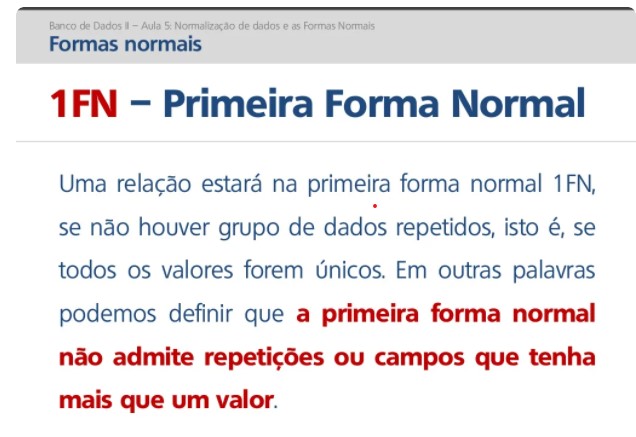 Banco de Dados II – Aula 5: Normalização de dados e as Formas Normais
Formas normais
1FN – Primeira Forma Normal
Uma relação estará na primeira forma normal 1FN,
se não houver grupo de dados repetidos, isto é, se
todos os valores forem únicos. Em outras palavras
podemos definir que a primeira forma normal
não admite repetições ou campos que tenha
mais que um valor.